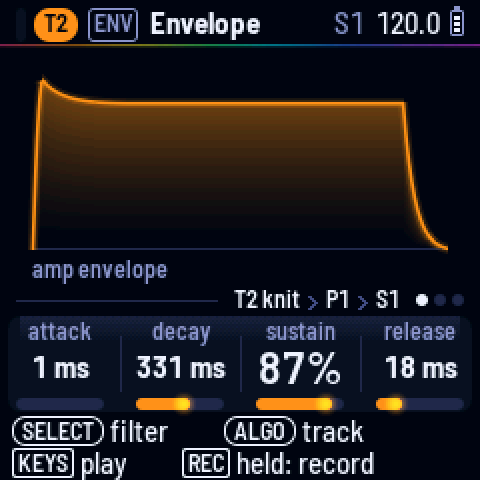 T2 ENV Envelope S1 120.0
amp envelope
T2 knit > P1 > S1
attack decay sustain release
1 ms 331 ms 87% 18 ms
SELECT filter ALGO track
KEYS play REC held: record